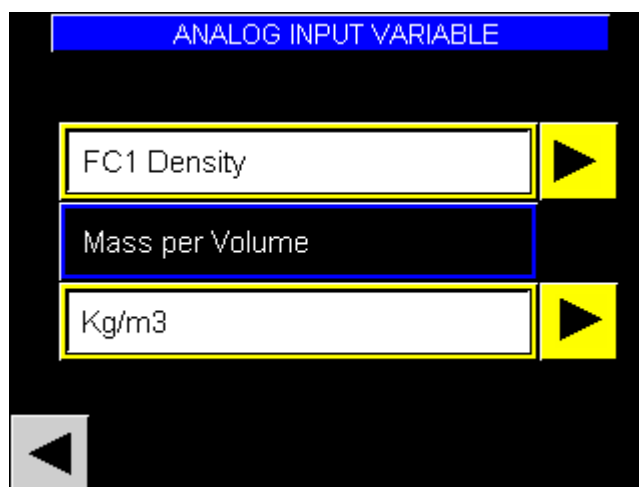 ANALOG INPUT VARIABLE
FC1 Density
Mass per Volume
Kg/m3